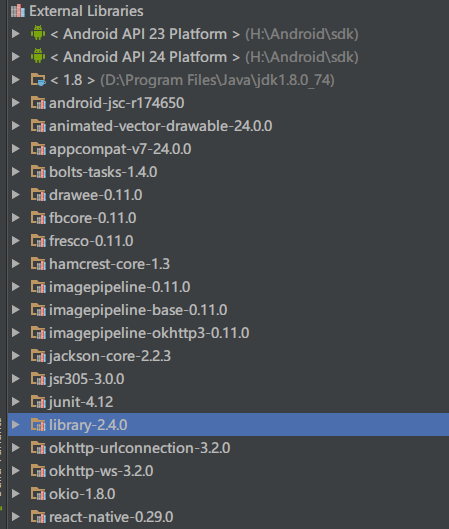 External Libraries
< Android API 23 Platform > (H:\Android\sdk)
< Android API 24 Platform > (H:\Android\sdk)
< 1.8 > (D:\Program Files\Java\jdk1.8.0_74)
android-jsc-r174650
animated-vector-drawable-24.0.0
appcompat-v7-24.0.0
bolts-tasks-1.4.0
drawee-0.11.0
fbcore-0.11.0
fresco-0.11.0
hamcrest-core-1.3
imagepipeline-0.11.0
imagepipeline-base-0.11.0
imagepipeline-okhttp3-0.11.0
jackson-core-2.2.3
jsr305-3.0.0
junit-4.12
library-2.4.0
okhttp-urlconnection-3.2.0
okhttp-ws-3.2.0
okio-1.8.0
react-native-0.29.0